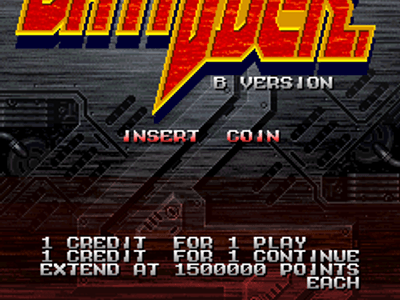 B VERSION
INSERT COIN
1 CREDIT FOR 1 PLAY
1 CREDIT FOR 1 CONTINUE
EXTEND AT 1500000 POINTS
EACH